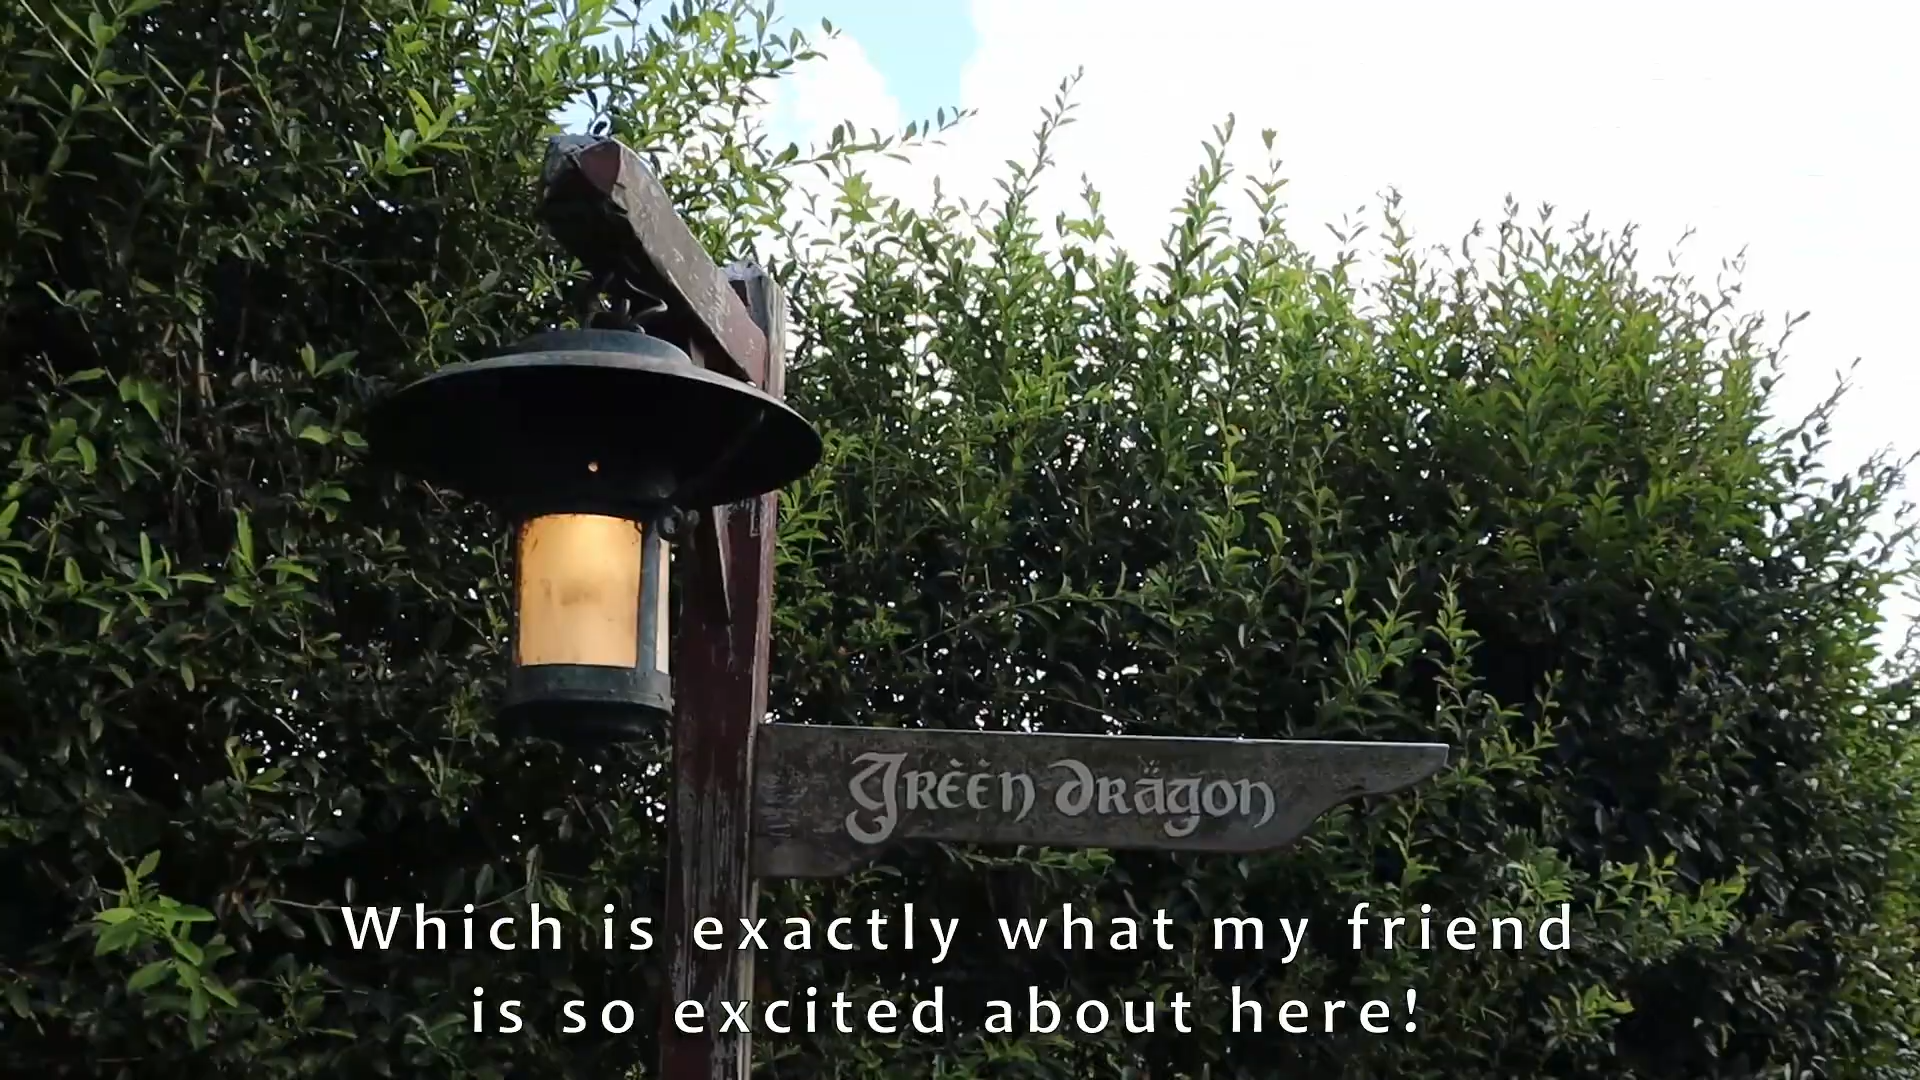 Green Dragon
Which is exactly what my friend
is so excited about here!